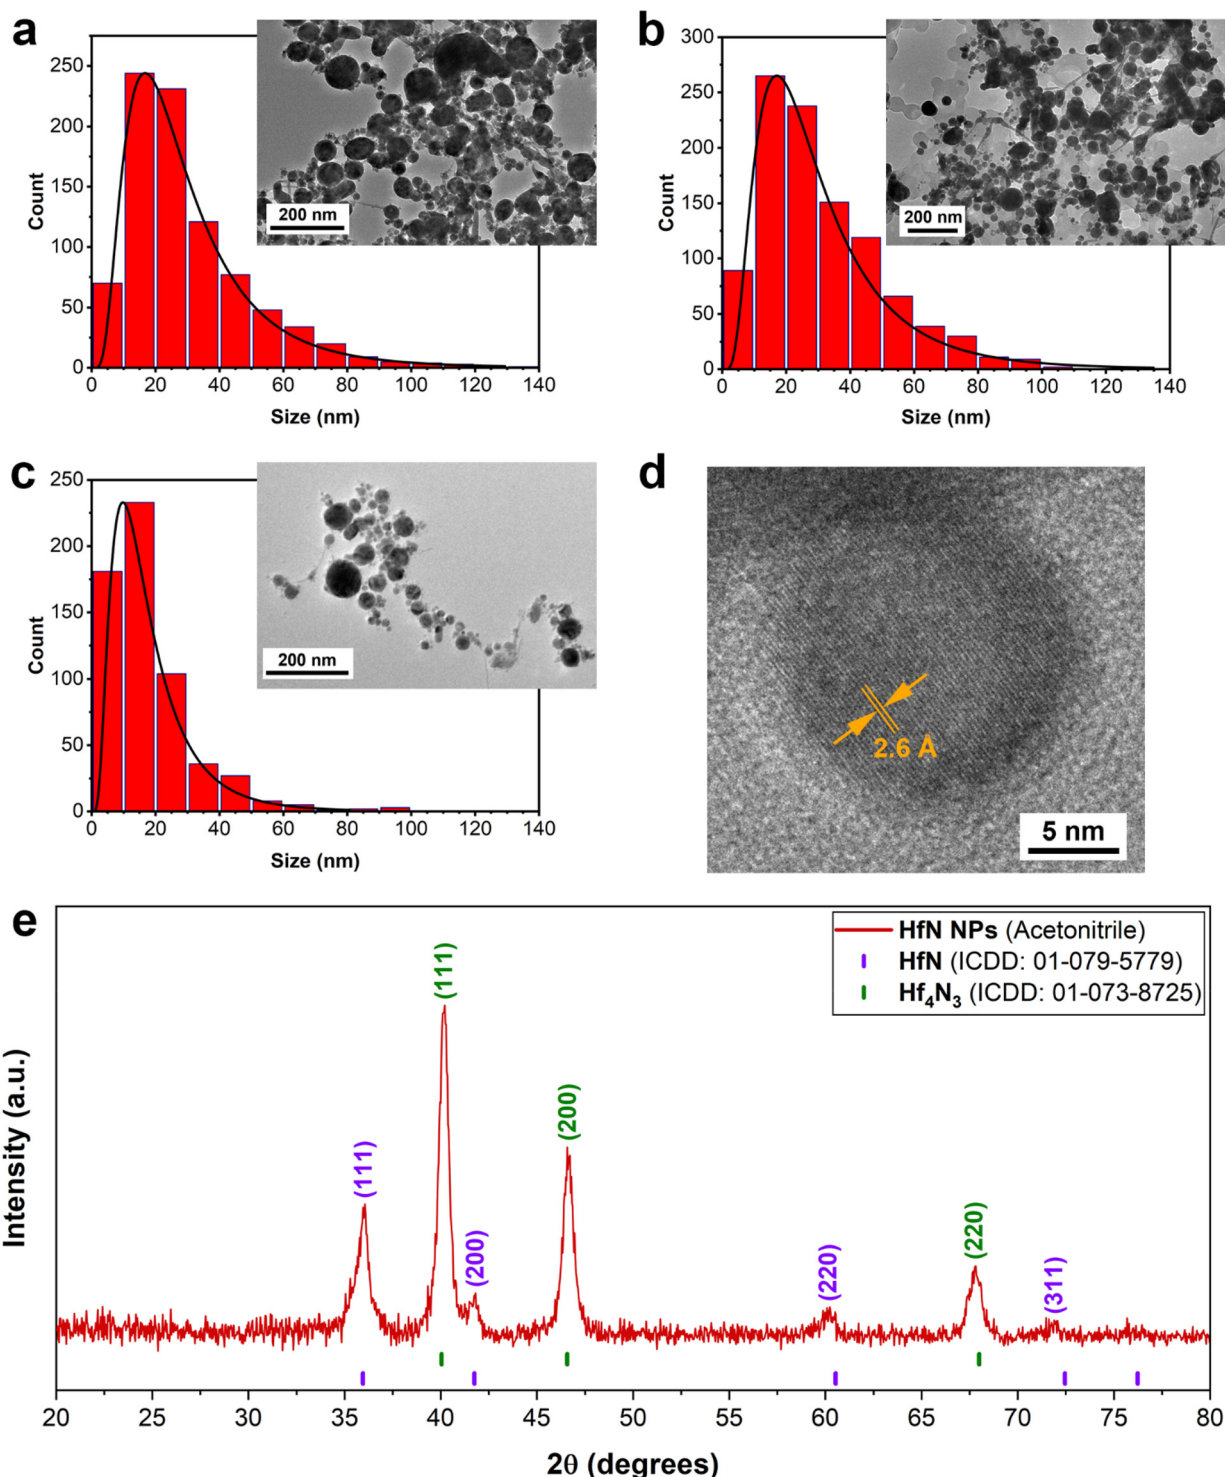 a
250
200
150
100
50
0
Count
200 nm
0 20 40 60 80 100 120 140
Size (nm)
b
300
250
200
150
100
50
0
Count
200 nm
0 20 40 60 80 100 120 140
Size (nm)
c
250
200
150
100
50
0
Count
200 nm
0 20 40 60 80 100 120 140
Size (nm)
d
2.6 Å
5 nm
e
Intensity (a.u.)
HfN NPs (Acetonitrile)
HfN (ICDD: 01-079-5779)
Hf₄N₃ (ICDD: 01-073-8725)
(111)
(111)
(200)
(200)
(220)
(220)
(311)
20 25 30 35 40 45 50 55 60 65 70 75 80
2θ (degrees)